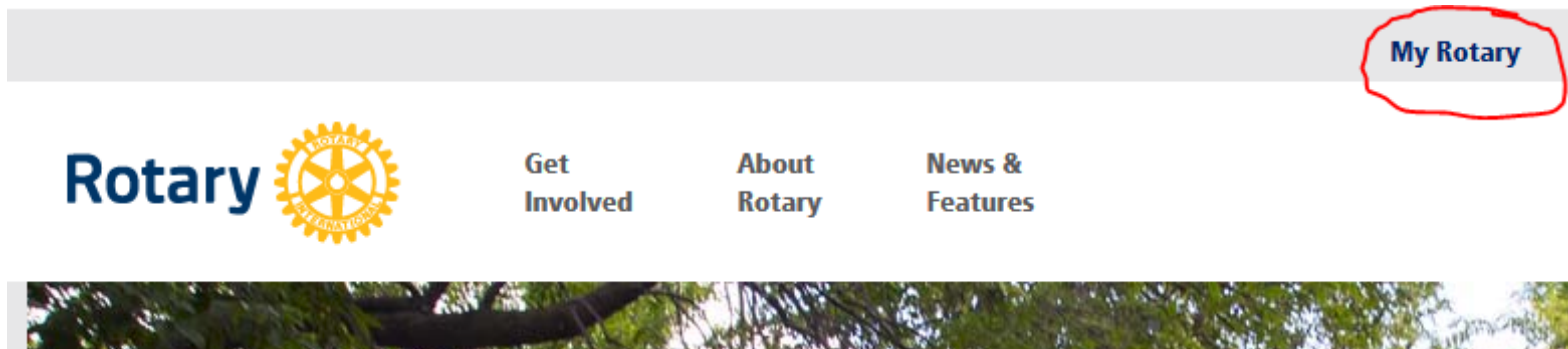 My Rotary
Rotary
ROTARY
INTERNATIONAL
Get
Involved
About
Rotary
News &
Features